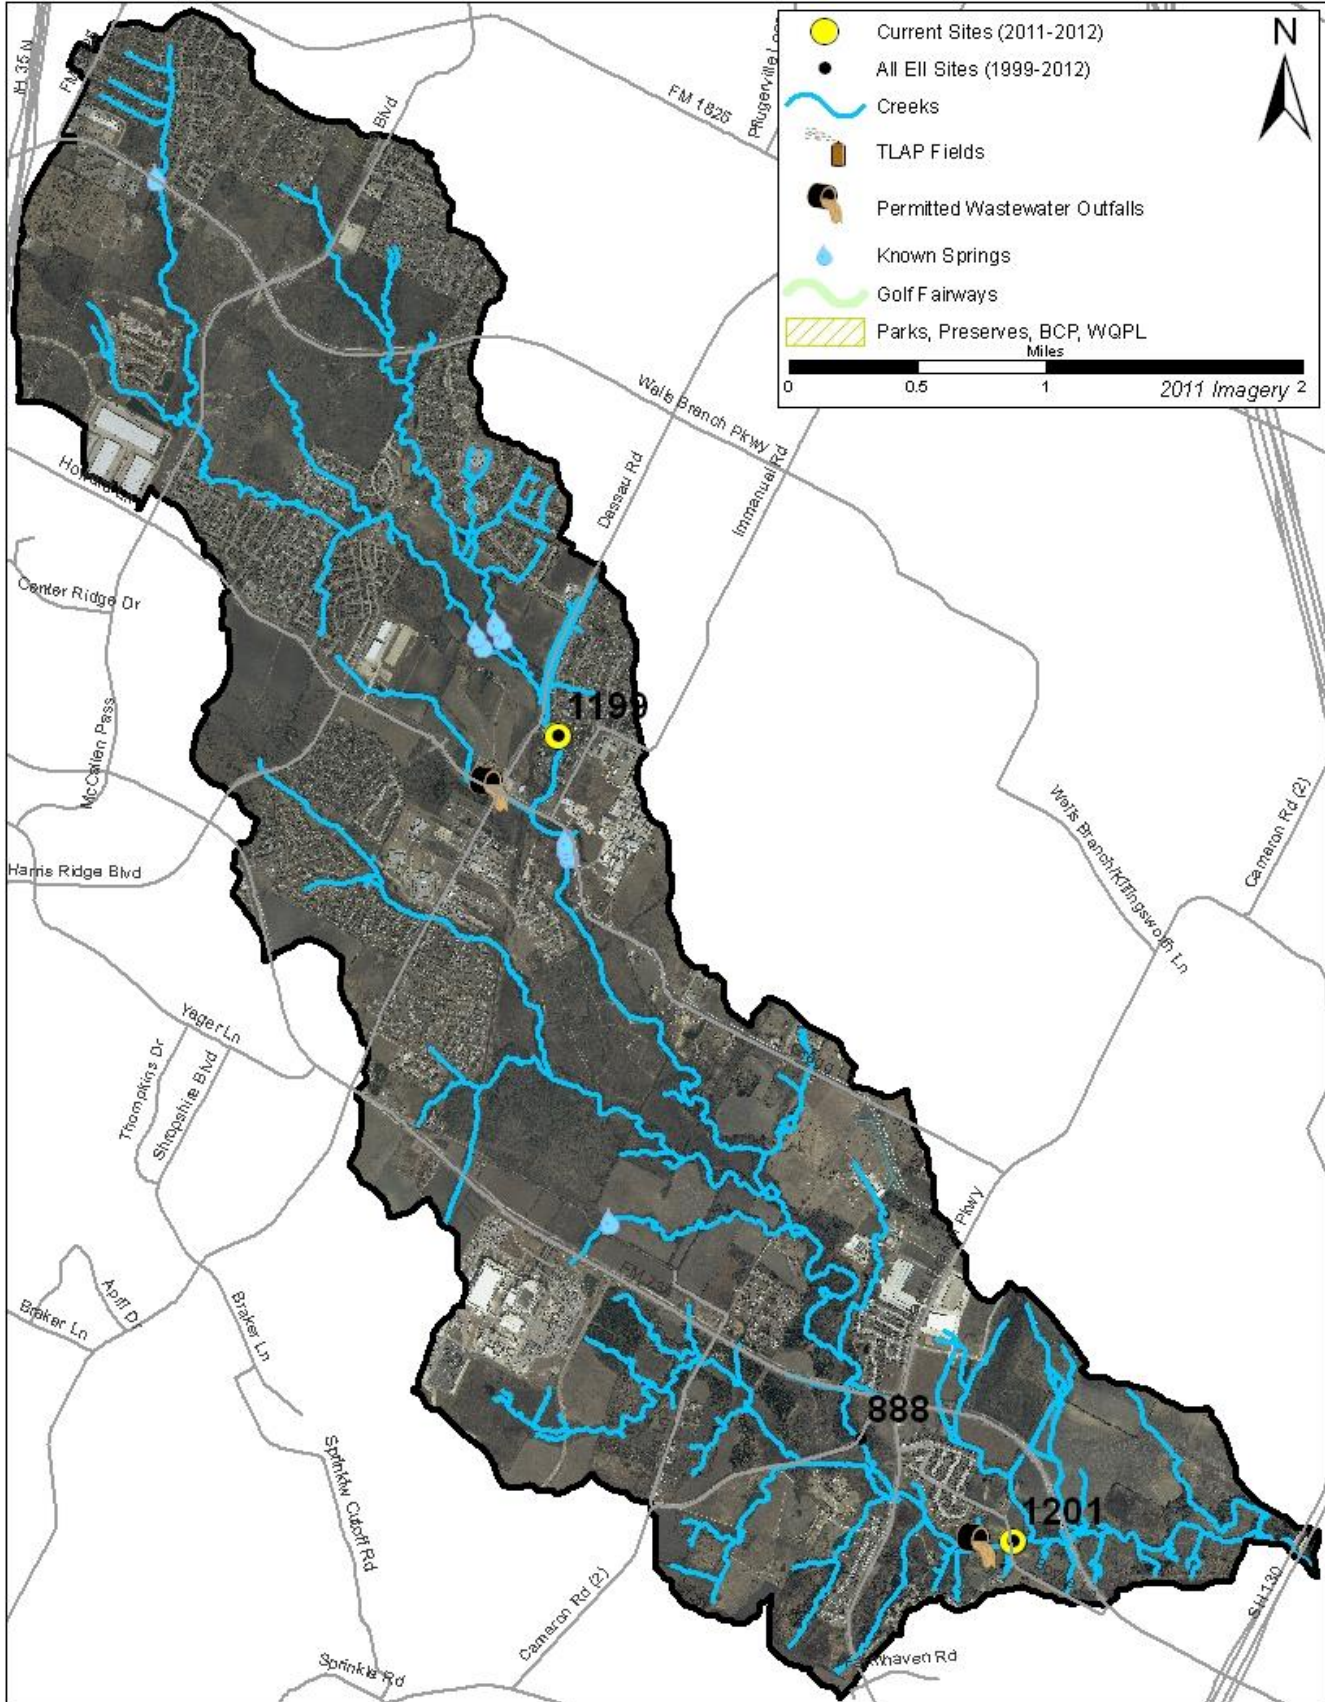 Current Sites (2011-2012)
All EII Sites (1999-2012)
Creeks
TLAP Fields
Permitted Wastewater Outfalls
Known Springs
Golf Fairways
Parks, Preserves, BCP, WQPL
Miles
0 0.5 1 2
2011 Imagery
N
IH 35 N
Blvd
FM 1825
Wells Branch Pkwy
Dessau Rd
Immanuel Rd
Center Ridge Dr
McCallen Pass
1199
Harris Ridge Blvd
Wells Branch/Killingsworth Ln
Cameron Rd (2)
Yager Ln
Thompkins Dr
Shropshire Blvd
Pkwy
April Dr
Braker Ln
Braker Ln
888
Sprinkle Cutoff Rd
1201
SH 130
Cameron Rd (2)
Sprinkle Rd